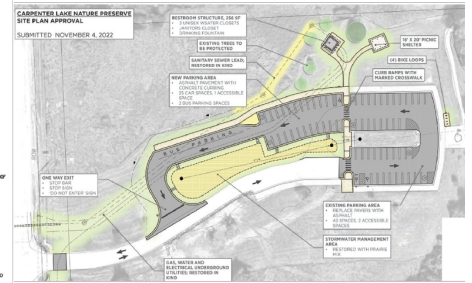 CARPENTER LAKE NATURE PRESERVE
SITE PLAN APPROVAL
SUBMITTED NOVEMBER 4, 2022
RESTROOM STRUCTURE, 256 SF
3 UNISEX WATER CLOSETS
JANITORS CLOSET
DRINKING FOUNTAIN
EXISTING TREES TO
BE PROTECTED
SANITARY SEWER LEAD,
RESTORED IN KIND
NEW PARKING AREA
ASPHALT PAVEMENT WITH
CONCRETE CURBING
25 CAR SPACES, 1 ACCESSIBLE
SPACE
2 BUS PARKING SPACES
16' X 20' PICNIC
SHELTER
(4) BIKE LOOPS
CURB RAMPS WITH
MARKED CROSSWALK
BUS PARKING
ONE WAY EXIT
STOP BAR
STOP SIGN
"DO NOT ENTER" SIGN
EXISTING PARKING AREA
REPLACE PAVERS WITH
ASPHALT
43 SPACES, 2 ACCESSIBLE
SPACES
STORMWATER MANAGEMENT
AREA
RESTORED WITH PRAIRIE
MIX
GAS, WATER AND
ELECTRICAL UNDERGROUND
UTILITIES; RESTORED IN
KIND